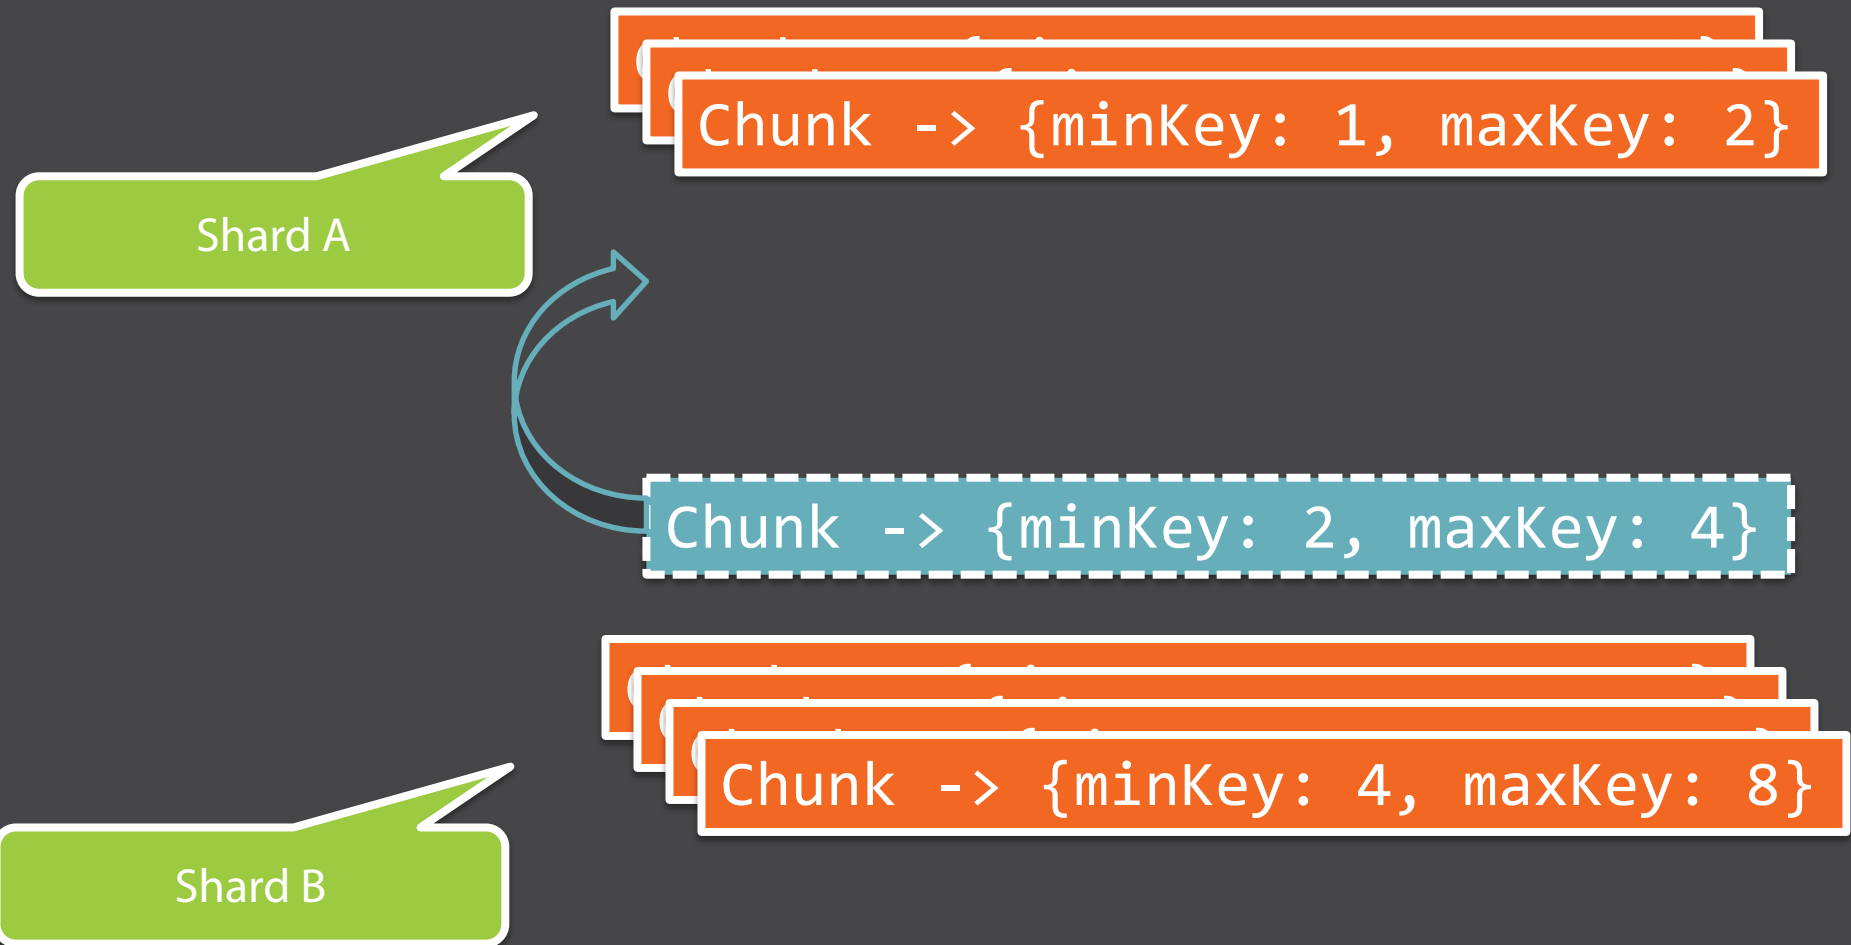 Chunk -> {minKey: 1, maxKey: 2}
Shard A
Chunk -> {minKey: 2, maxKey: 4}
Chunk -> {minKey: 4, maxKey: 8}
Shard B